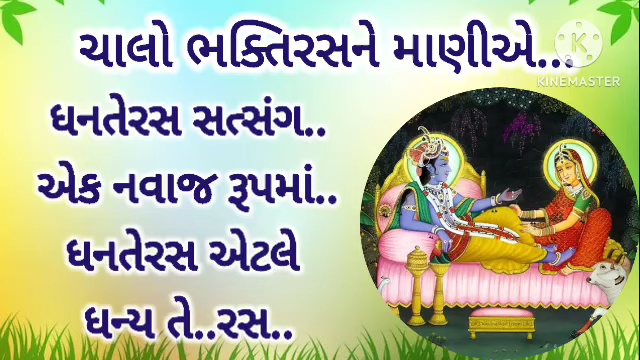 ચાલો ભક્તિરસને માણીએ...
KINEMASTER
ધનતેરસ સત્સંગ..
એક નવાજ રૂપમાં..
ધનતેરસ એટલે
ધન્ય તે..રસ..